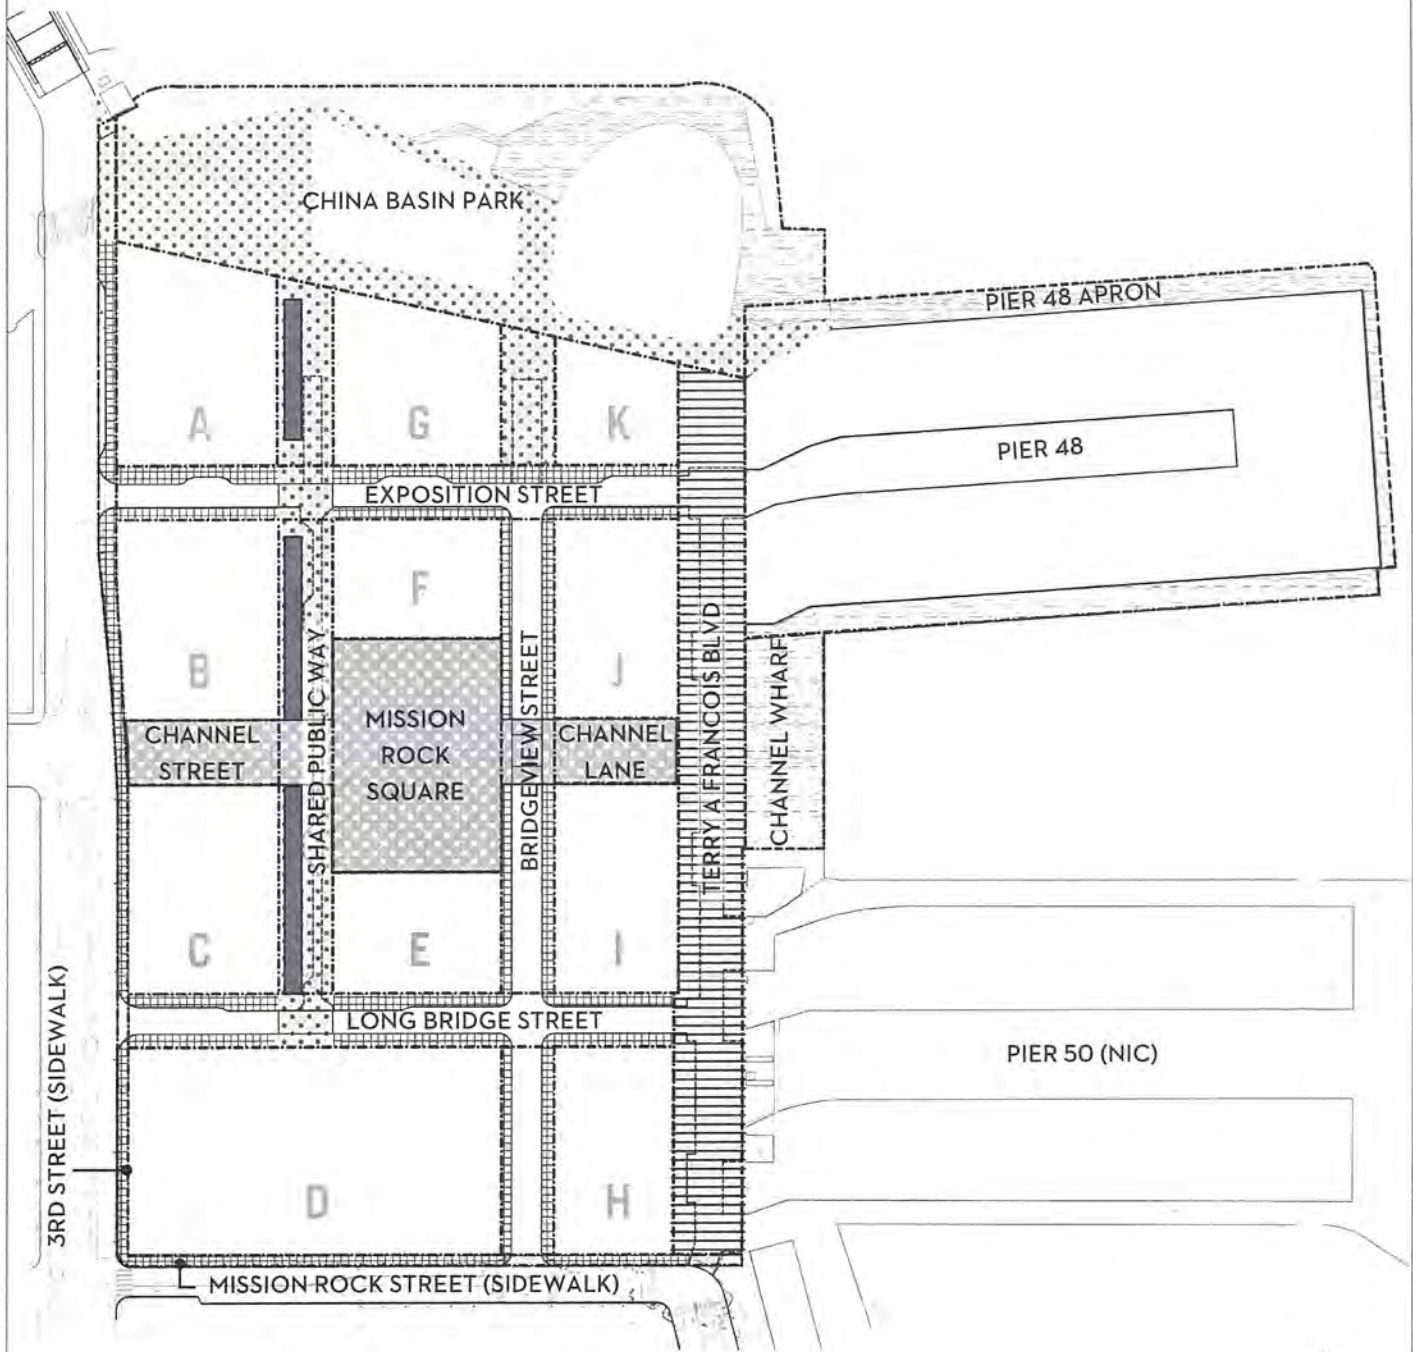 CHINA BASIN PARK
PIER 48 APRON
A
G
K
PIER 48
EXPOSITION STREET
F
B
J
SHARED PUBLIC WAY
BRIDGEVIEW STREET
TERRY A FRANCOS BLVD
CHANNEL WHARF
CHANNEL
STREET
MISSION
ROCK
SQUARE
CHANNEL
LANE
C
E
I
LONG BRIDGE STREET
PIER 50 (NIC)
3RD STREET (SIDEWALK)
D
H
MISSION ROCK STREET (SIDEWALK)